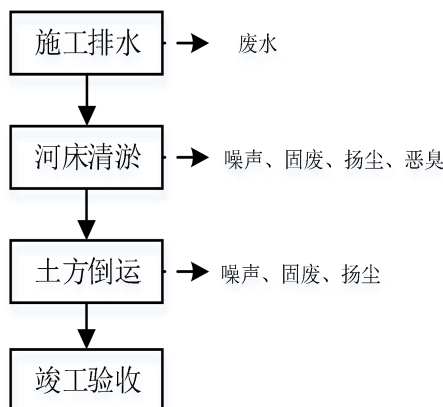 施工排水
废水
河床清淤
噪声、固废、扬尘、恶臭
土方倒运
噪声、固废、扬尘
竣工验收